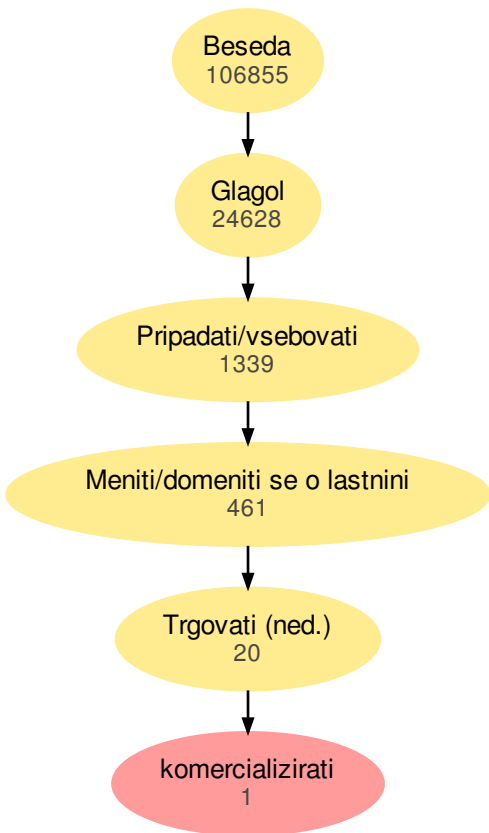 Beseda
106855
Glagol
24628
Pripadati/vsebovati
1339
Meniti/domeniti se o lastnini
461
Trgovati (ned.)
20
komercializirati
1